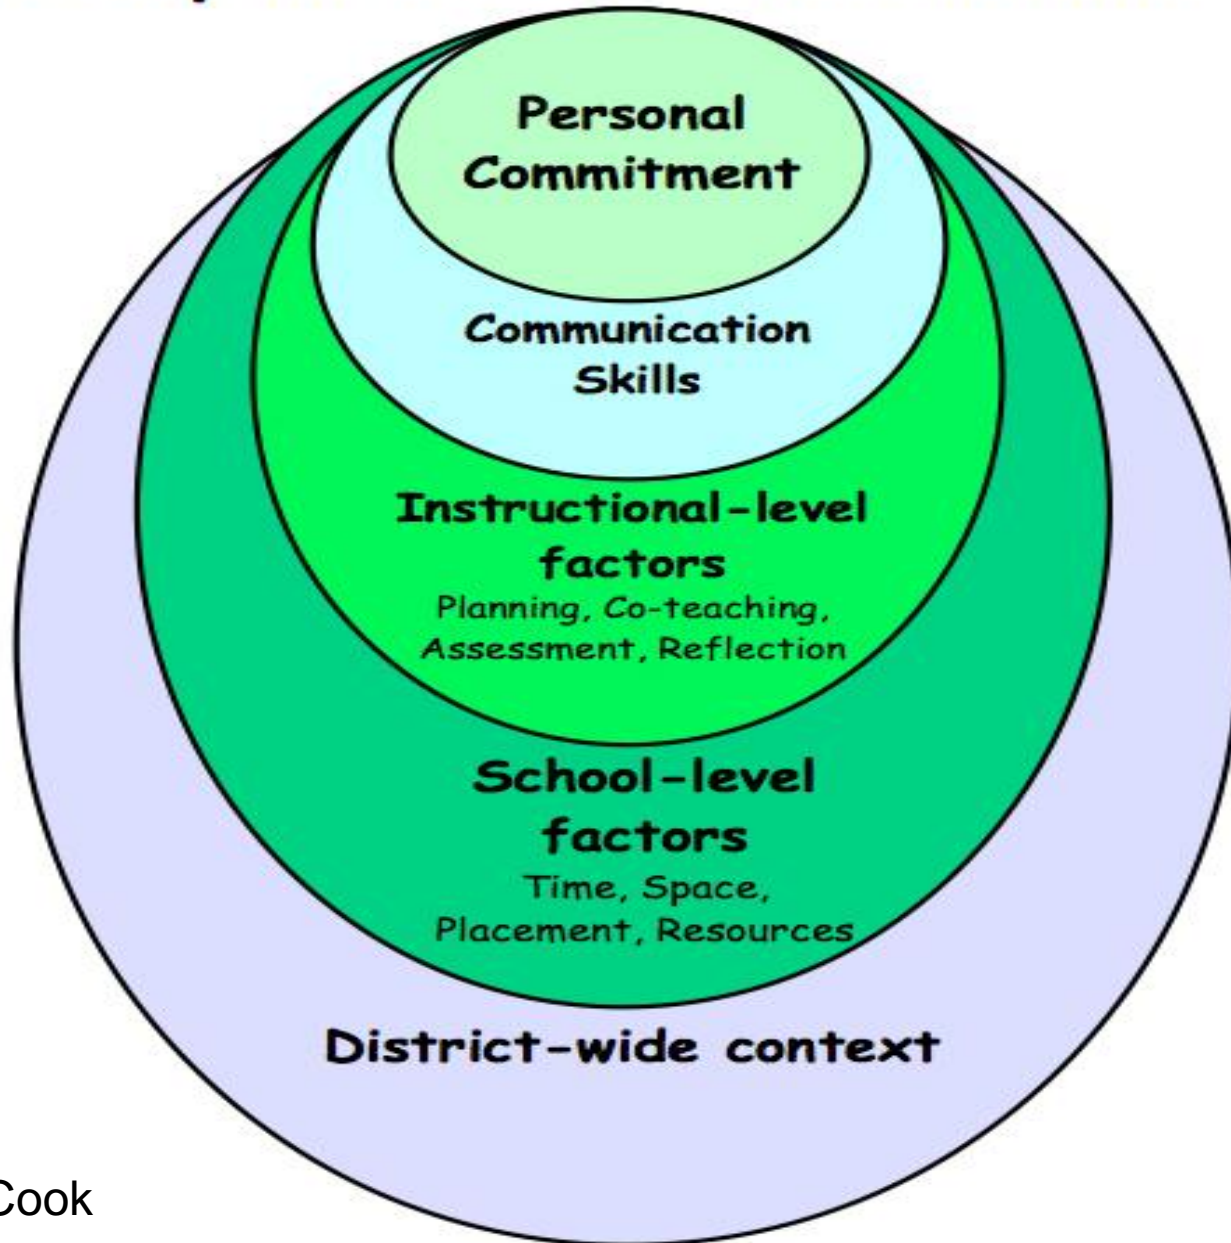 Personal
Commitment
Communication
Skills
Instructional-level
factors
Planning, Co-teaching,
Assessment, Reflection
School-level
factors
Time, Space,
Placement, Resources
District-wide context
Cook